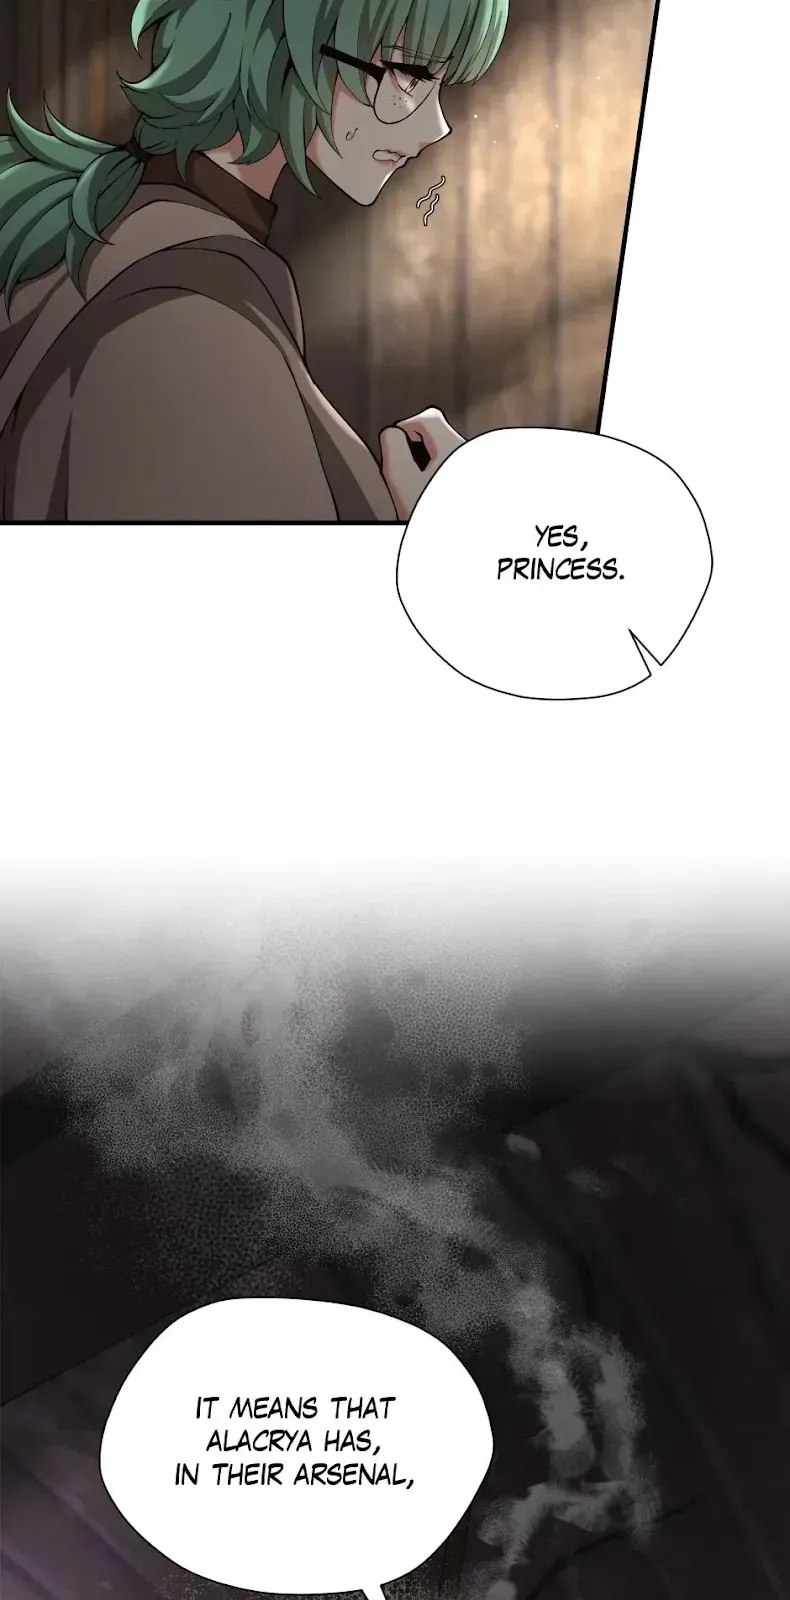 YES,
PRINCESS.
IT MEANS THAT
ALACRYA HAS,
IN THEIR ARSENAL,